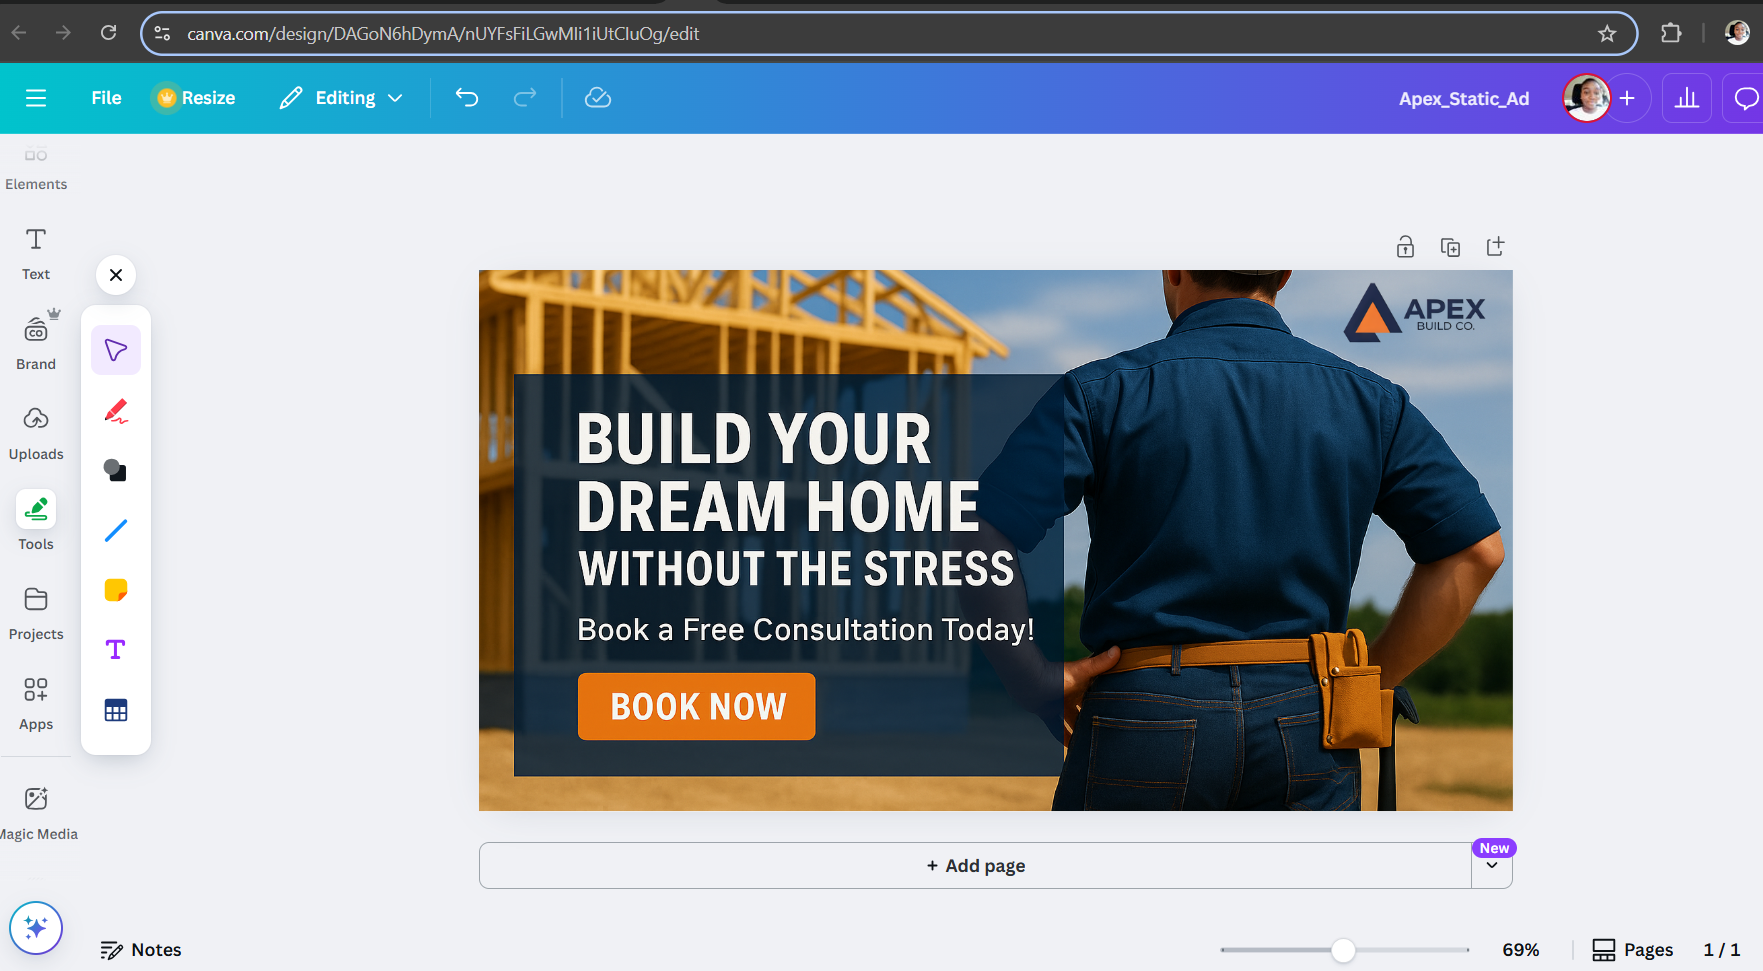 canva.com/design/DAGoN6hDymA/nUYFsFiLGwMIi1iUtCIuOg/edit
File
Resize
Editing
Apex_Static_Ad
Elements
Text
Brand
Uploads
Tools
Projects
Apps
Magic Media
APEX
BUILD CO.
BUILD YOUR
DREAM HOME
WITHOUT THE STRESS
Book a Free Consultation Today!
BOOK NOW
+ Add page
New
Notes
69%
Pages
1 / 1